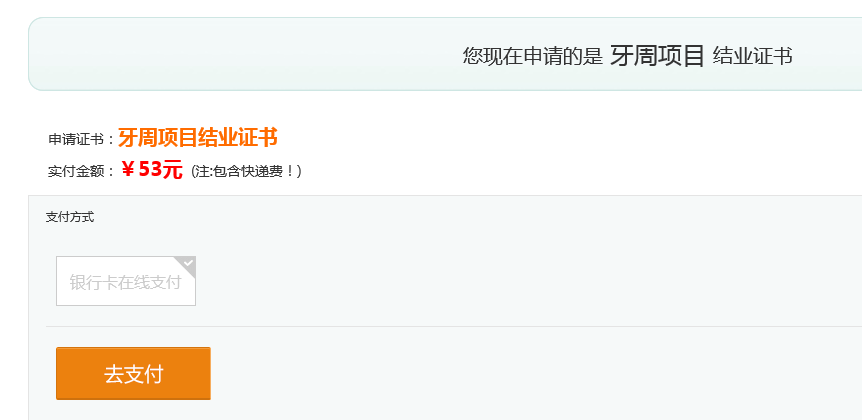 您现在申请的是 牙周项目 结业证书
申请证书：牙周项目结业证书
实付金额：￥53元 (注:包含快递费！)
支付方式
银行卡在线支付
去支付